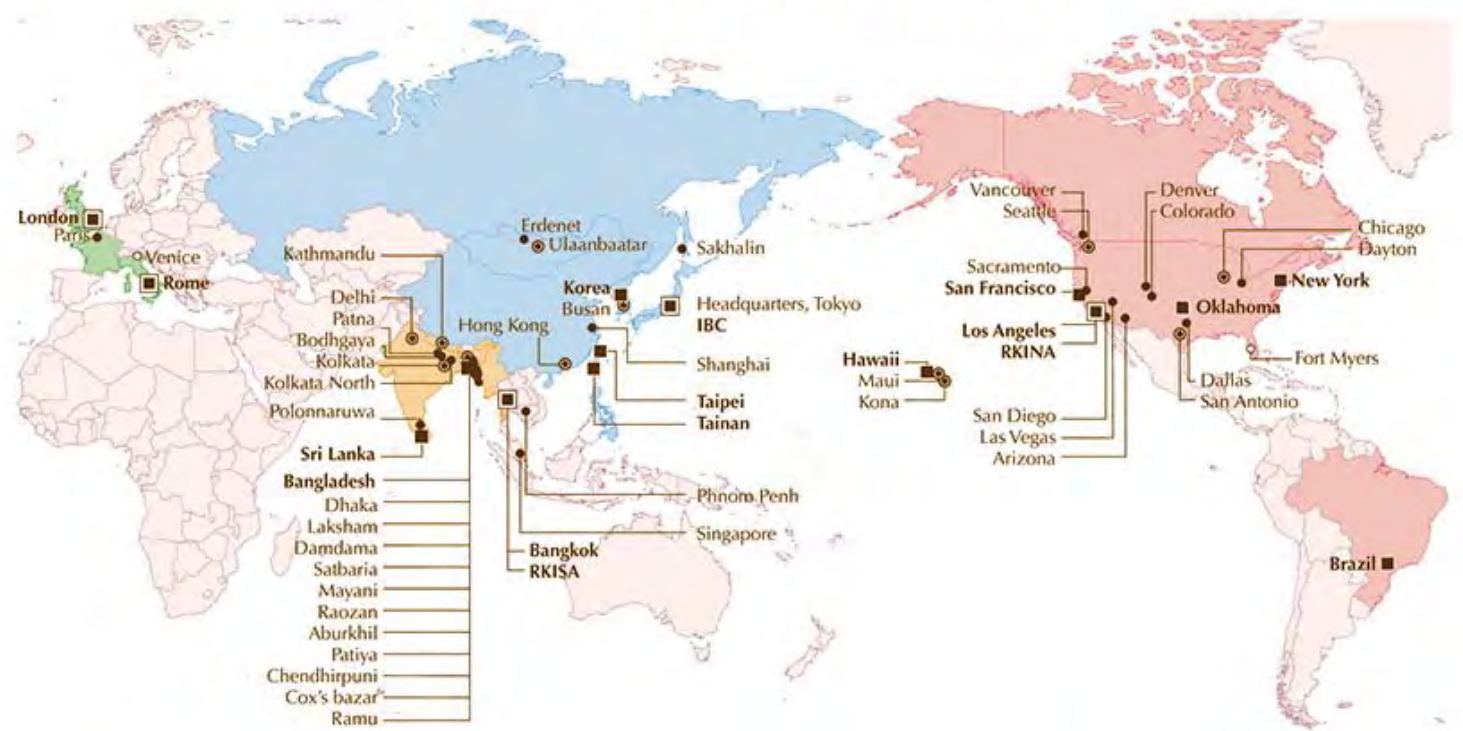 London
Paris
Venice
Rome
Kathmandu
Delhi
Patna
Bodhgaya
Kolkata
Kolkata North
Polonnaruwa
Sri Lanka
Bangladesh
Dhaka
Laksham
Damdama
Satbaria
Mayani
Raozan
Aburkhil
Patiya
Chendhirpuni
Cox's bazar
Ramu
Erdenet
Ulaanbaatar
Sakhalin
Korea
Busan
Headquarters, Tokyo
IBC
Hong Kong
Shanghai
Taipei
Tainan
Phnom Penh
Singapore
Bangkok
RKISA
Vancouver
Seattle
Denver
Colorado
Chicago
Dayton
Sacramento
San Francisco
New York
Oklahoma
Los Angeles
RKINA
Hawaii
Maui
Kona
Fort Myers
Dallas
San Antonio
San Diego
Las Vegas
Arizona
Brazil